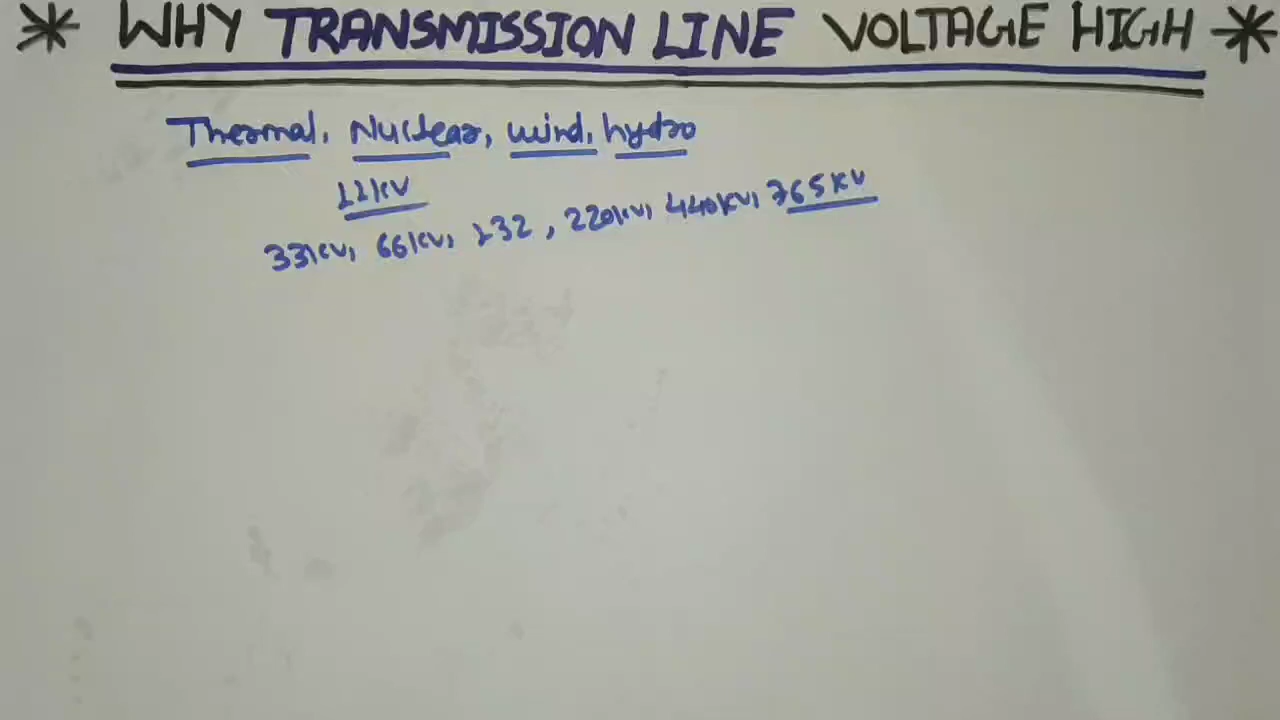 * WHY TRANSMISSION LINE VOLTAGE HIGH *
Thermal, Nuclear, wind, hydro
11KV
33KV, 66KV, 132, 220KV, 440KV, 765KV